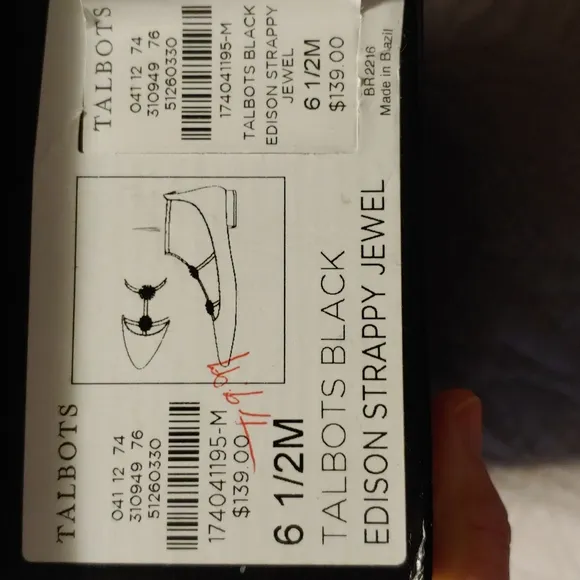 TALBOTS
041 12 74
310949 76
51260330
174041195-M
TALBOTS BLACK
EDISON STRAPPY
JEWEL
6 1/2M
$139.00
BR2216
Made in Bazil
TALBOTS
041 12 74
310949 76
51260330
174041195-M
$139.00
6 1/2M
TALBOTS BLACK
EDISON STRAPPY JEWEL